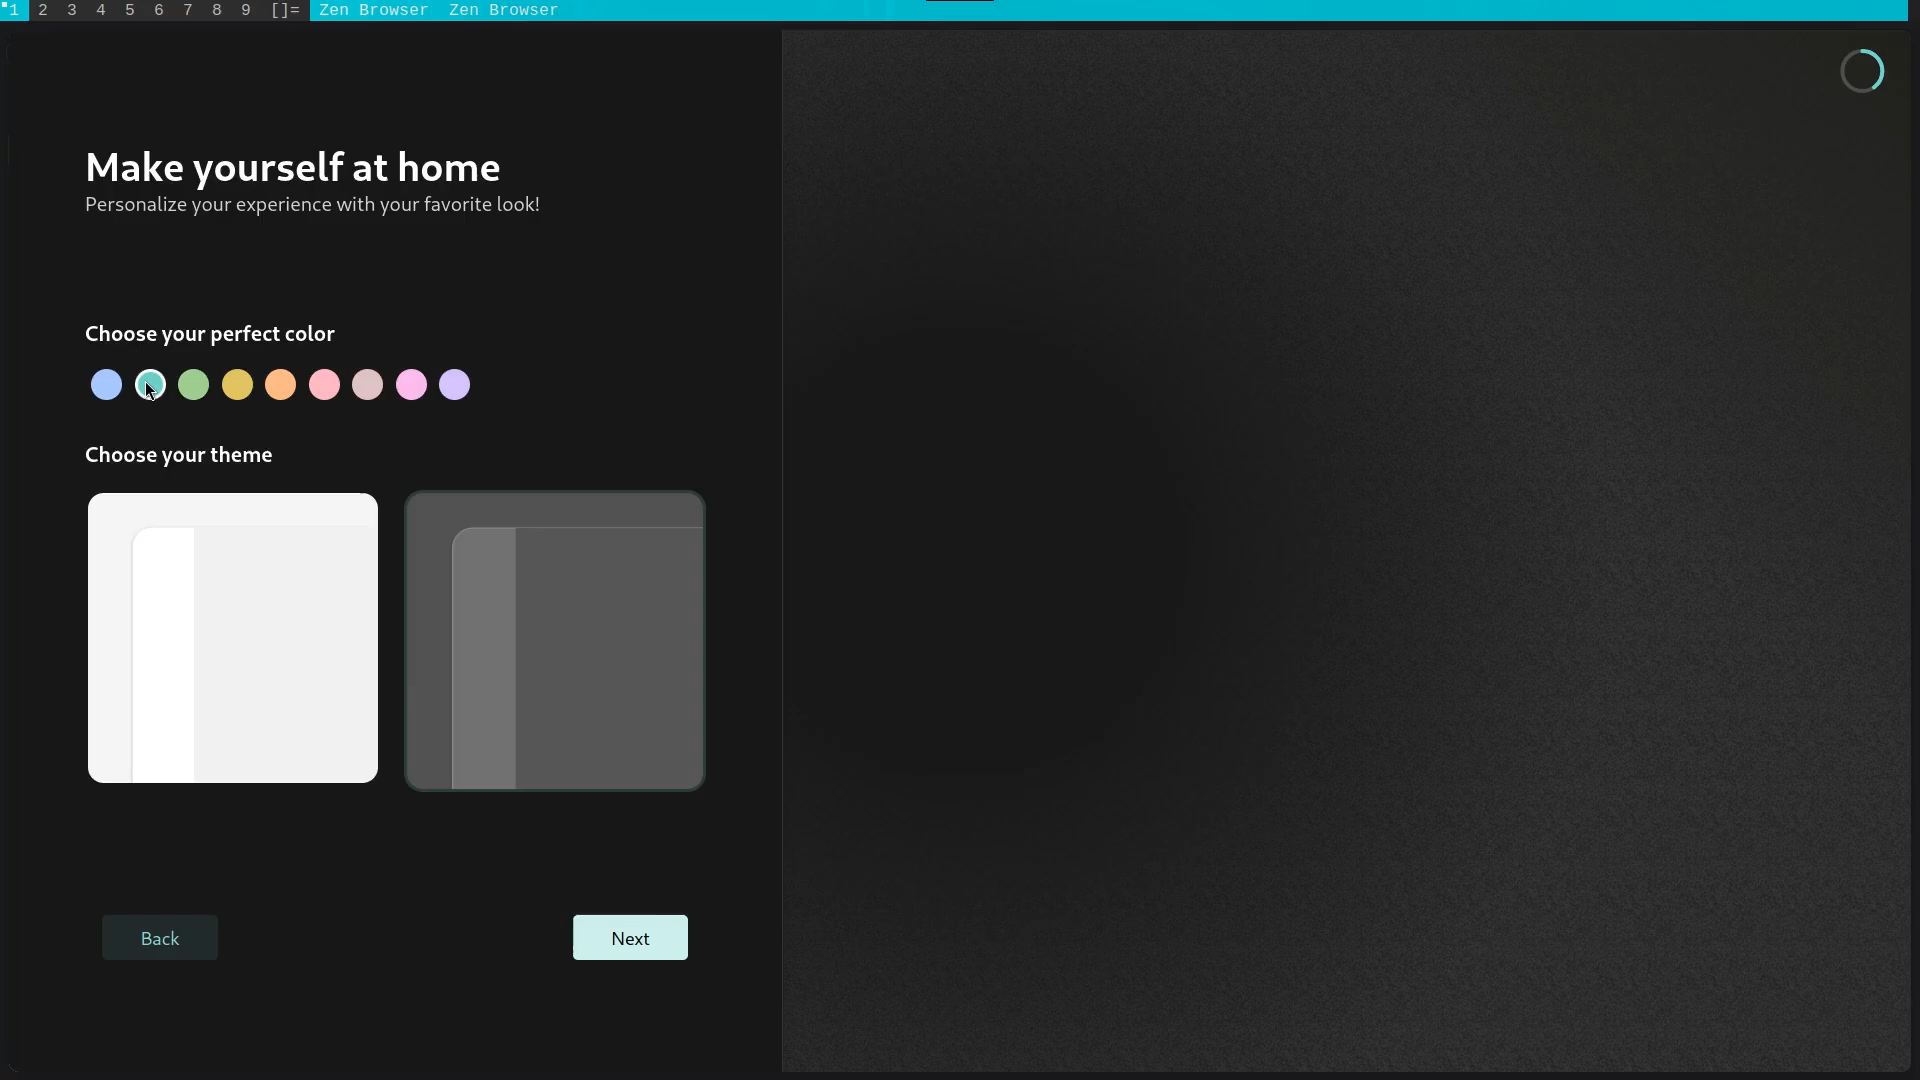 1 2 3 4 5 6 7 8 9 []= Zen Browser Zen Browser
Make yourself at home
Personalize your experience with your favorite look!
Choose your perfect color
Choose your theme
Back Next